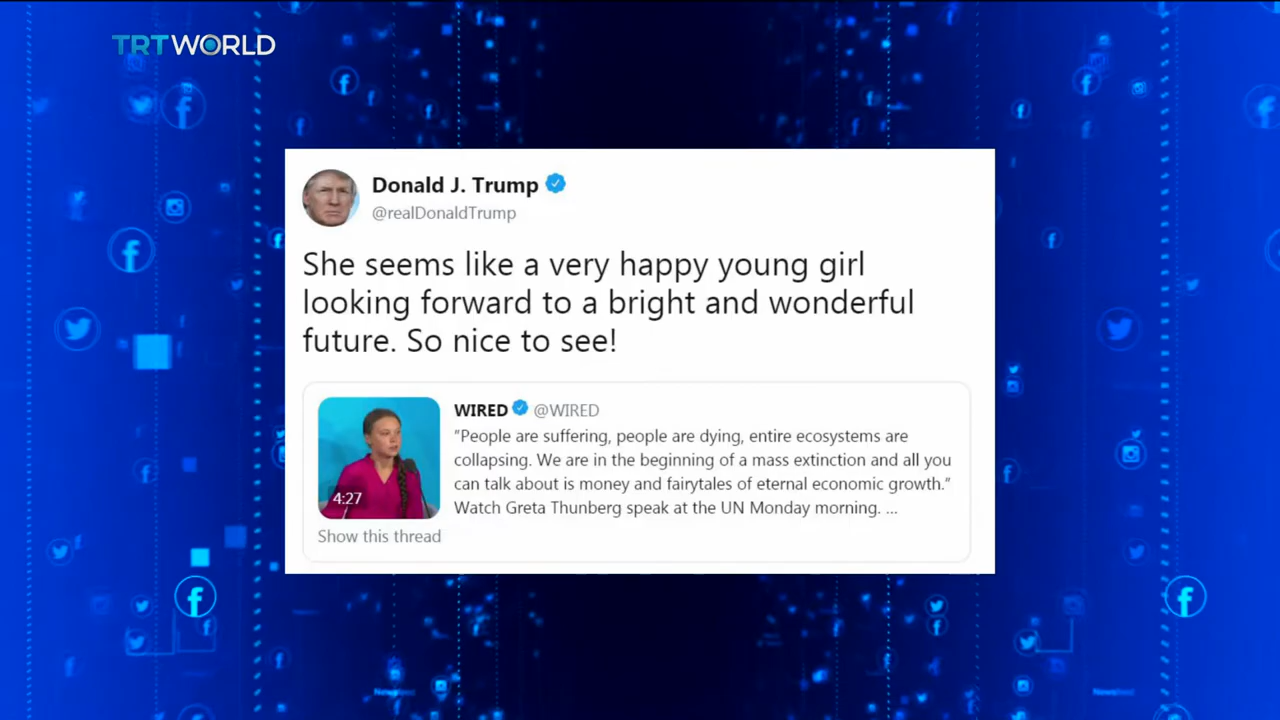 TRTWORLD
Donald J. Trump
@realDonaldTrump
She seems like a very happy young girl
looking forward to a bright and wonderful
future. So nice to see!
WIRED @WIRED
"People are suffering, people are dying, entire ecosystems are
collapsing. We are in the beginning of a mass extinction and all you
can talk about is money and fairytales of eternal economic growth."
Watch Greta Thunberg speak at the UN Monday morning. ...
4:27
Show this thread